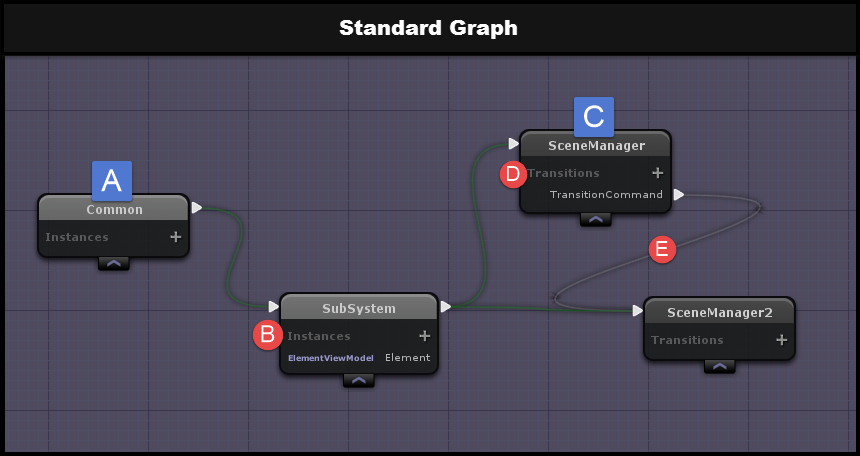 Standard Graph
A
Common
Instances +
B
SubSystem
Instances +
ElementViewModel Element
C
SceneManager
D
Transitions +
TransitionCommand
E
SceneManager2
Transitions +